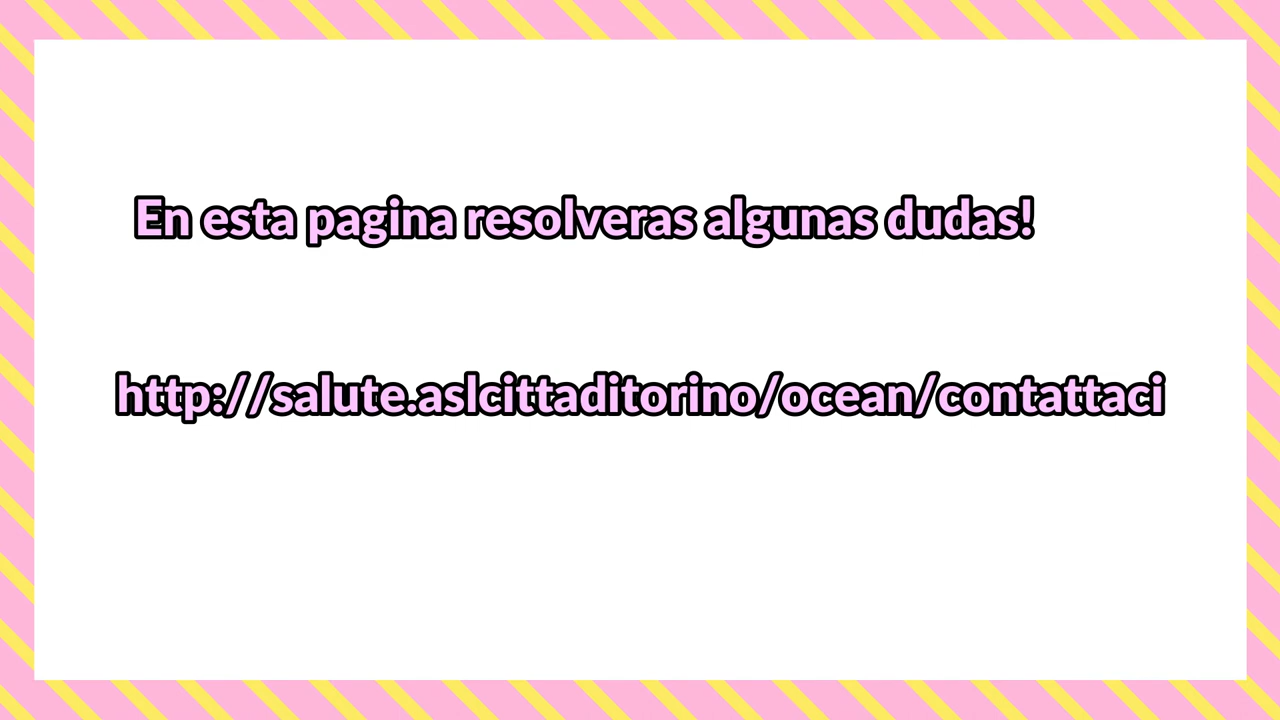 En esta pagina resolveras algunas dudas!
http://salute.aslcittaditorino/ocean/contattaci